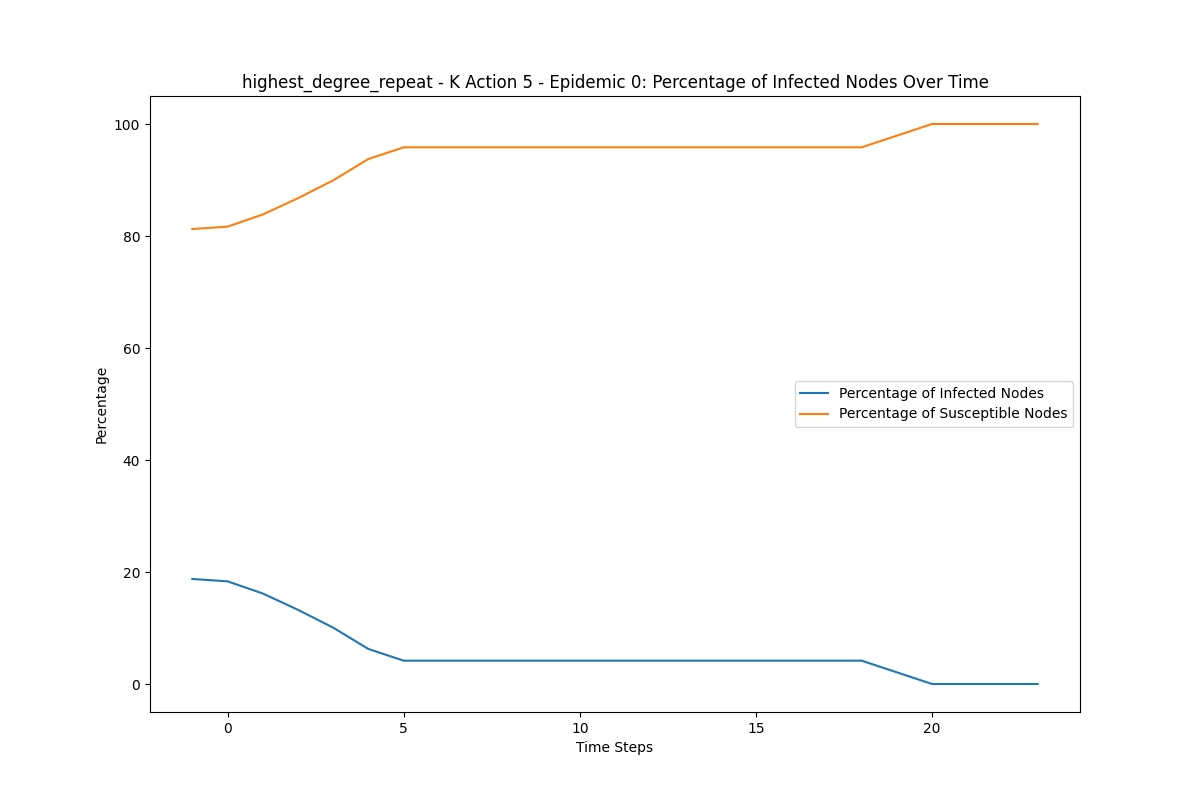 highest_degree_repeat - K Action 5 - Epidemic 0: Percentage of Infected Nodes Over Time
100
80
60
40
20
0
Percentage
Percentage of Infected Nodes
Percentage of Susceptible Nodes
0 5 10 15 20
Time Steps